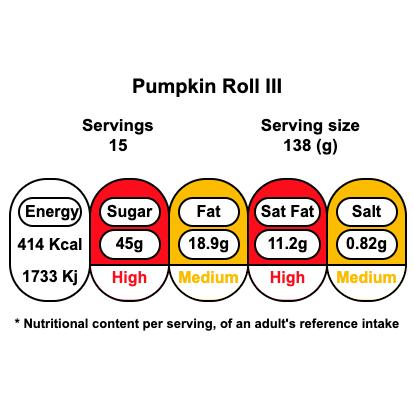 Pumpkin Roll III
Servings
15
Serving size
138 (g)
Energy Sugar Fat Sat Fat Salt
414 Kcal 45g 18.9g 11.2g 0.82g
1733 Kj High Medium High Medium
* Nutritional content per serving, of an adult's reference intake